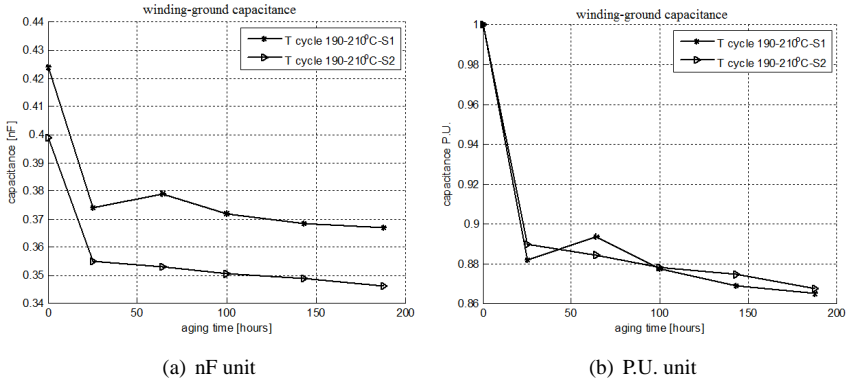 winding-ground capacitance
T cycle 190-210⁰C-S1
T cycle 190-210⁰C-S2
capacitance [nF]
0.44
0.43
0.42
0.41
0.4
0.39
0.38
0.37
0.36
0.35
0.34
0
50
100
150
200
aging time [hours]
(a) nF unit
winding-ground capacitance
T cycle 190-210⁰C-S1
T cycle 190-210⁰C-S2
capacitance P.U.
1
0.98
0.96
0.94
0.92
0.9
0.88
0.86
0
50
100
150
200
aging time [hours]
(b) P.U. unit